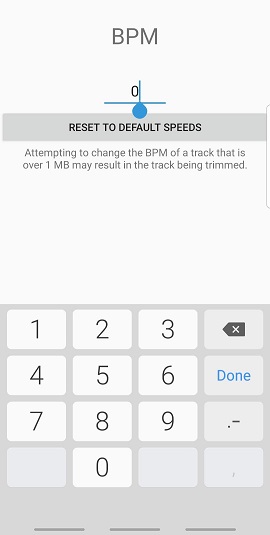 BPM
0
RESET TO DEFAULT SPEEDS
Attempting to change the BPM of a track that is
over 1 MB may result in the track being trimmed.
1 2 3
4 5 6 Done
7 8 9 .-
0 ,